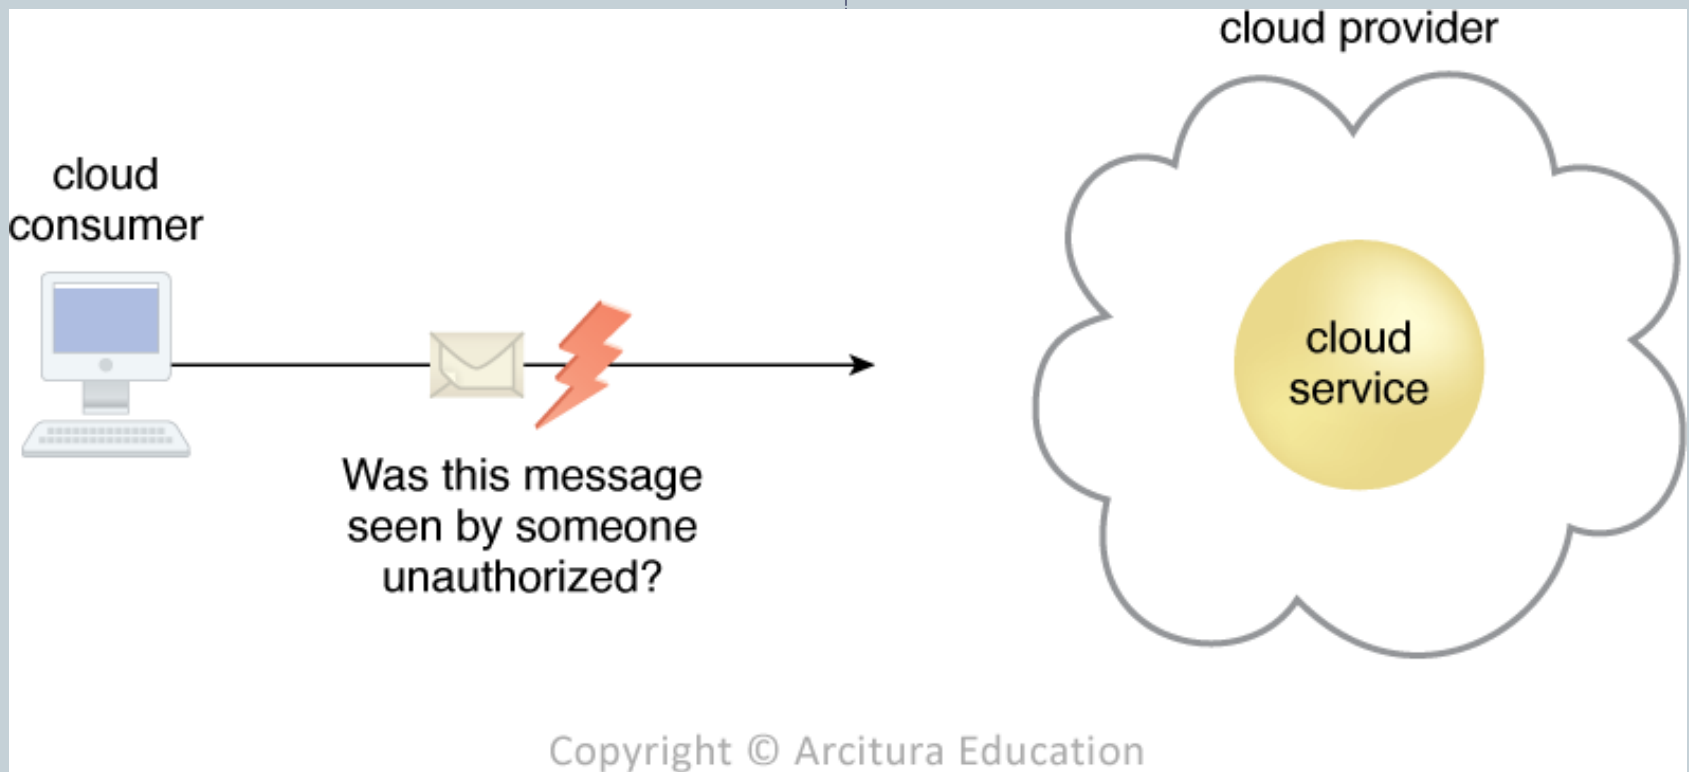 cloud provider
cloud
consumer
cloud
service
Was this message
seen by someone
unauthorized?
Copyright © Arcitura Education